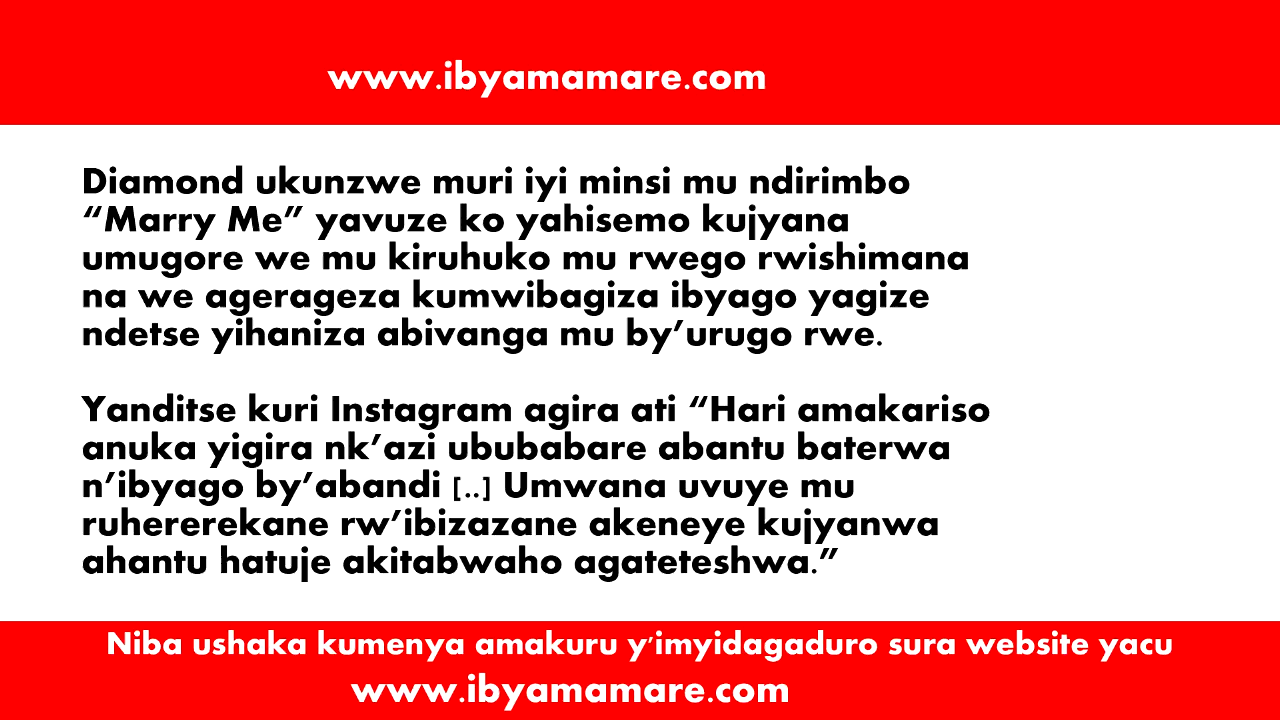 www.ibyamamare.com
Diamond ukunzwe muri iyi minsi mu ndirimbo
“Marry Me” yavuze ko yahisemo kujyana
umugore we mu kiruhuko mu rwego rwishimana
na we agerageza kumwibagiza ibyago yagize
ndetse yihaniza abivanga mu by’urugo rwe.
Yanditse kuri Instagram agira ati “Hari amakariso
anuka yigira nk’azi ububabare abantu baterwa
n’ibyago by’abandi [..] Umwana uvuye mu
ruhererekane rw’ibizazane akeneye kujyanwa
ahantu hatuje akitabwaho agateteshwa.”
Niba ushaka kumenya amakuru y'imyidagaduro sura website yacu
www.ibyamamare.com